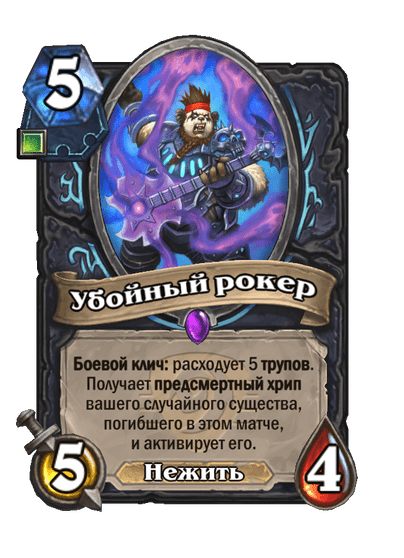 5
Убойный рокер
Боевой клич: расходует 5 трупов.
Получает предсмертный хрип
вашего случайного существа,
погибшего в этом матче,
и активирует его.
5
Нежить
4